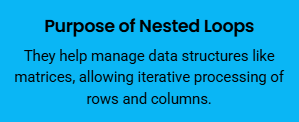 Purpose of Nested Loops
They help manage data structures like
matrices, allowing iterative processing of
rows and columns.